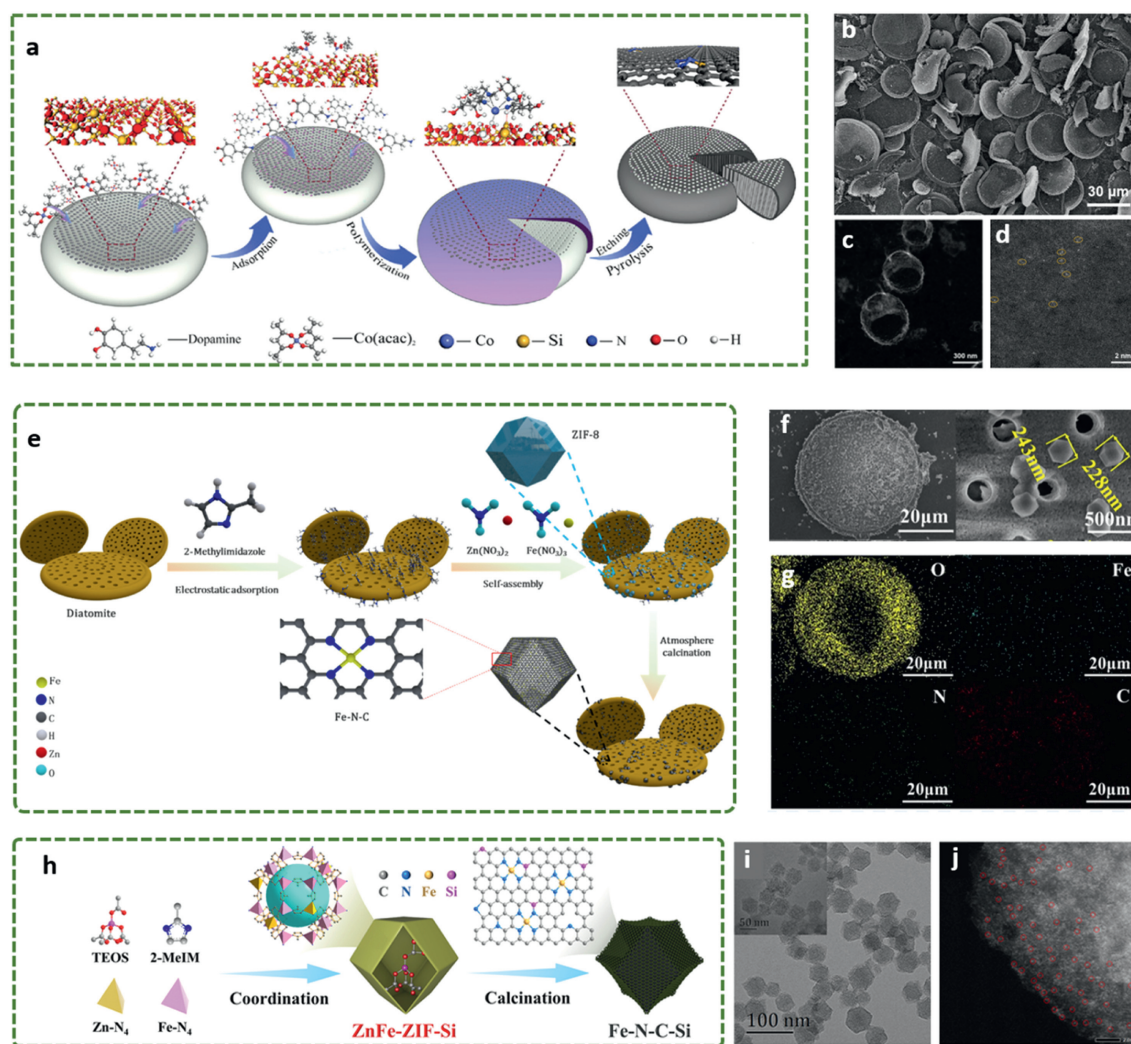 a
Adsorption
Polymerization
Etching
Pyrolysis
—Dopamine
—Co(acac)₂
—Co
—Si
—N
—O
—H
b
30 μm
c
300 nm
d
2 nm
e
ZIF-8
2-Methylimidazole
Electrostatic adsorption
Zn(NO₃)₂
Fe(NO₃)₃
Self-assembly
Diatomite
Atmosphere
calcination
Fe-N-C
Fe
N
C
H
Zn
O
f
20μm
243nm
228nm
500nm
g
O
20μm
Fe
20μm
N
20μm
C
20μm
h
TEOS
2-MeIM
Zn-N₄
Fe-N₄
Coordination
ZnFe-ZIF-Si
C N Fe Si
Calcination
Fe-N-C-Si
i
50 nm
100 nm
j